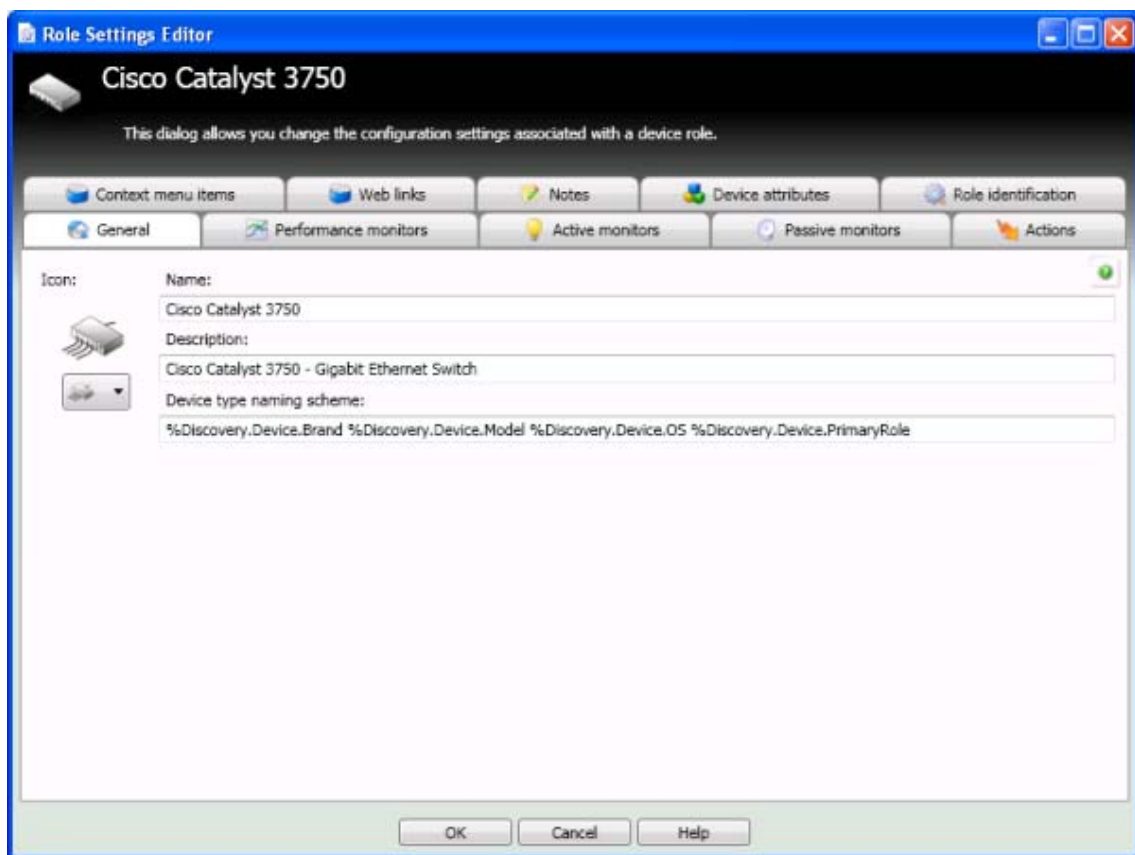 Role Settings Editor
Cisco Catalyst 3750
This dialog allows you change the configuration settings associated with a device role.
Context menu items Web links Notes Device attributes Role identification
General Performance monitors Active monitors Passive monitors Actions
Icon: Name:
Cisco Catalyst 3750
Description:
Cisco Catalyst 3750 - Gigabit Ethernet Switch
Device type naming scheme:
%Discovery.Device.Brand %Discovery.Device.Model %Discovery.Device.OS %Discovery.Device.PrimaryRole
OK Cancel Help